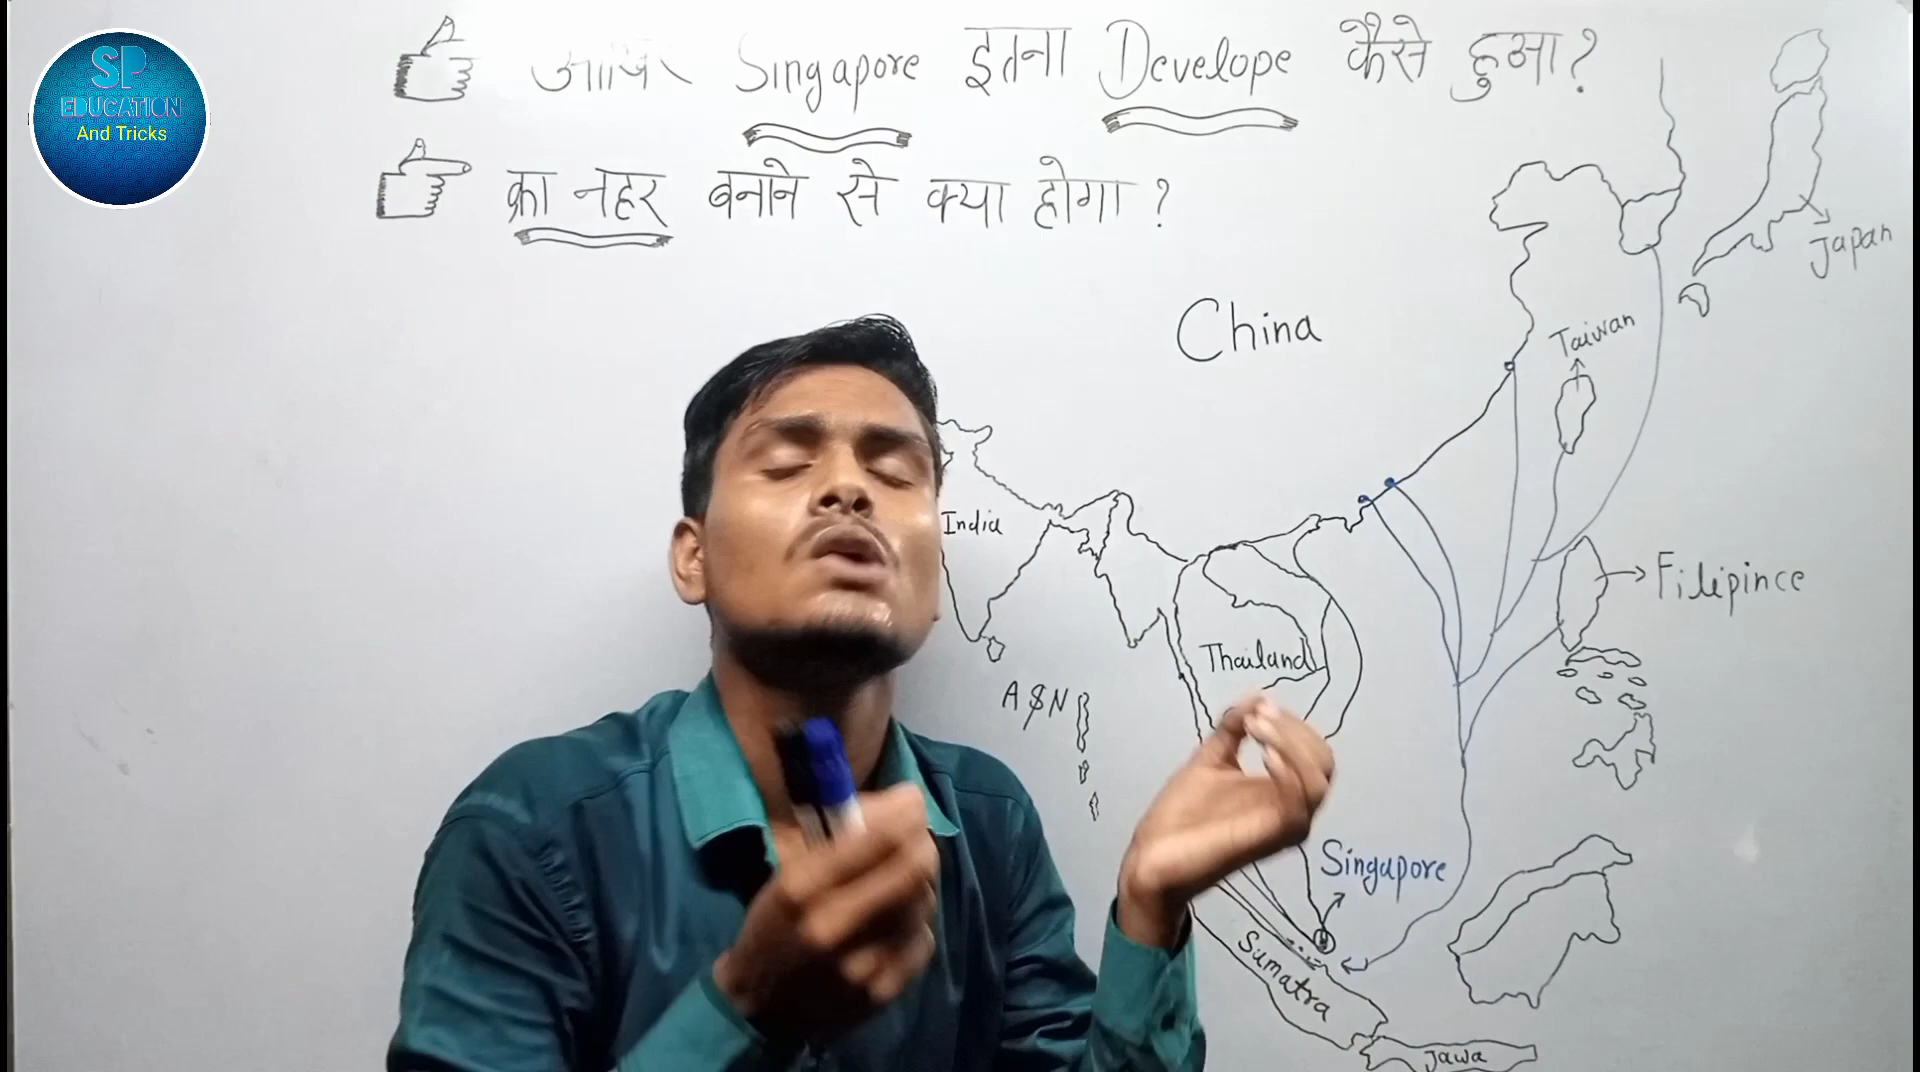 SP
EDUCATION
And Tricks
आखिर Singapore इतना Develope कैसे हुआ?
क्रा नहर बनाने से क्या होगा?
Japan
China
Taiwan
India
Filipince
Thailand
A$N
Singapore
Sumatra
Jawa